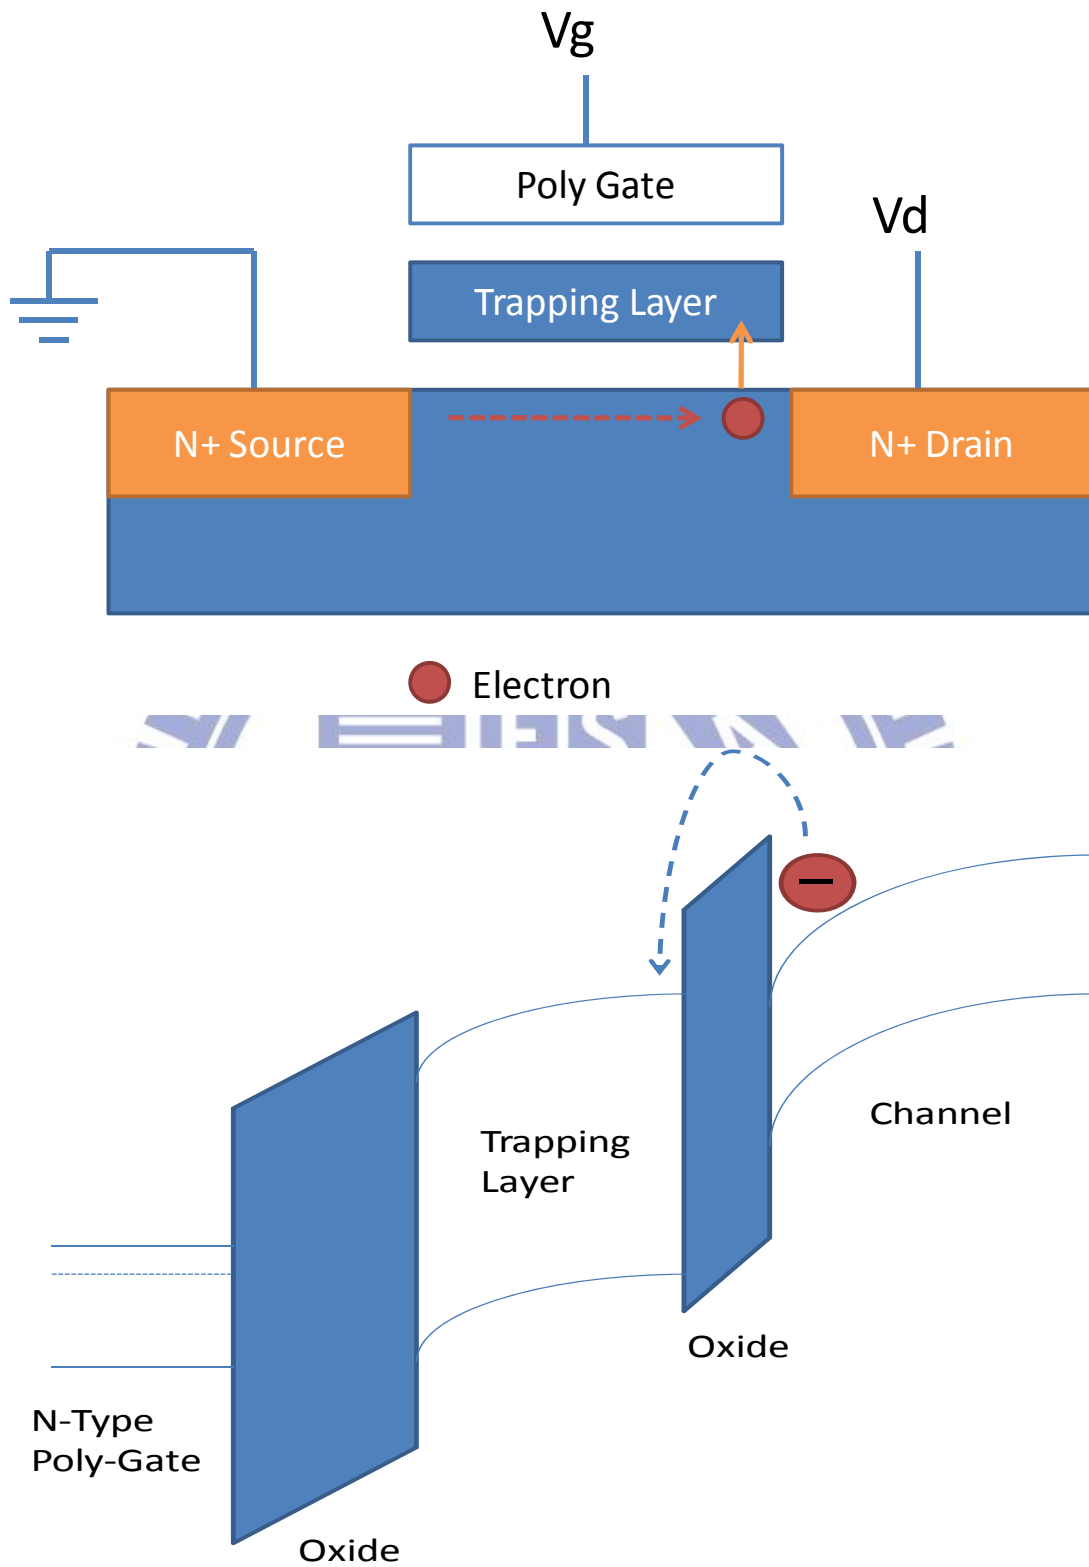 Vg
Poly Gate
Vd
Trapping Layer
N+ Source
N+ Drain
Electron
Trapping
Layer
Channel
Oxide
N-Type
Poly-Gate
Oxide